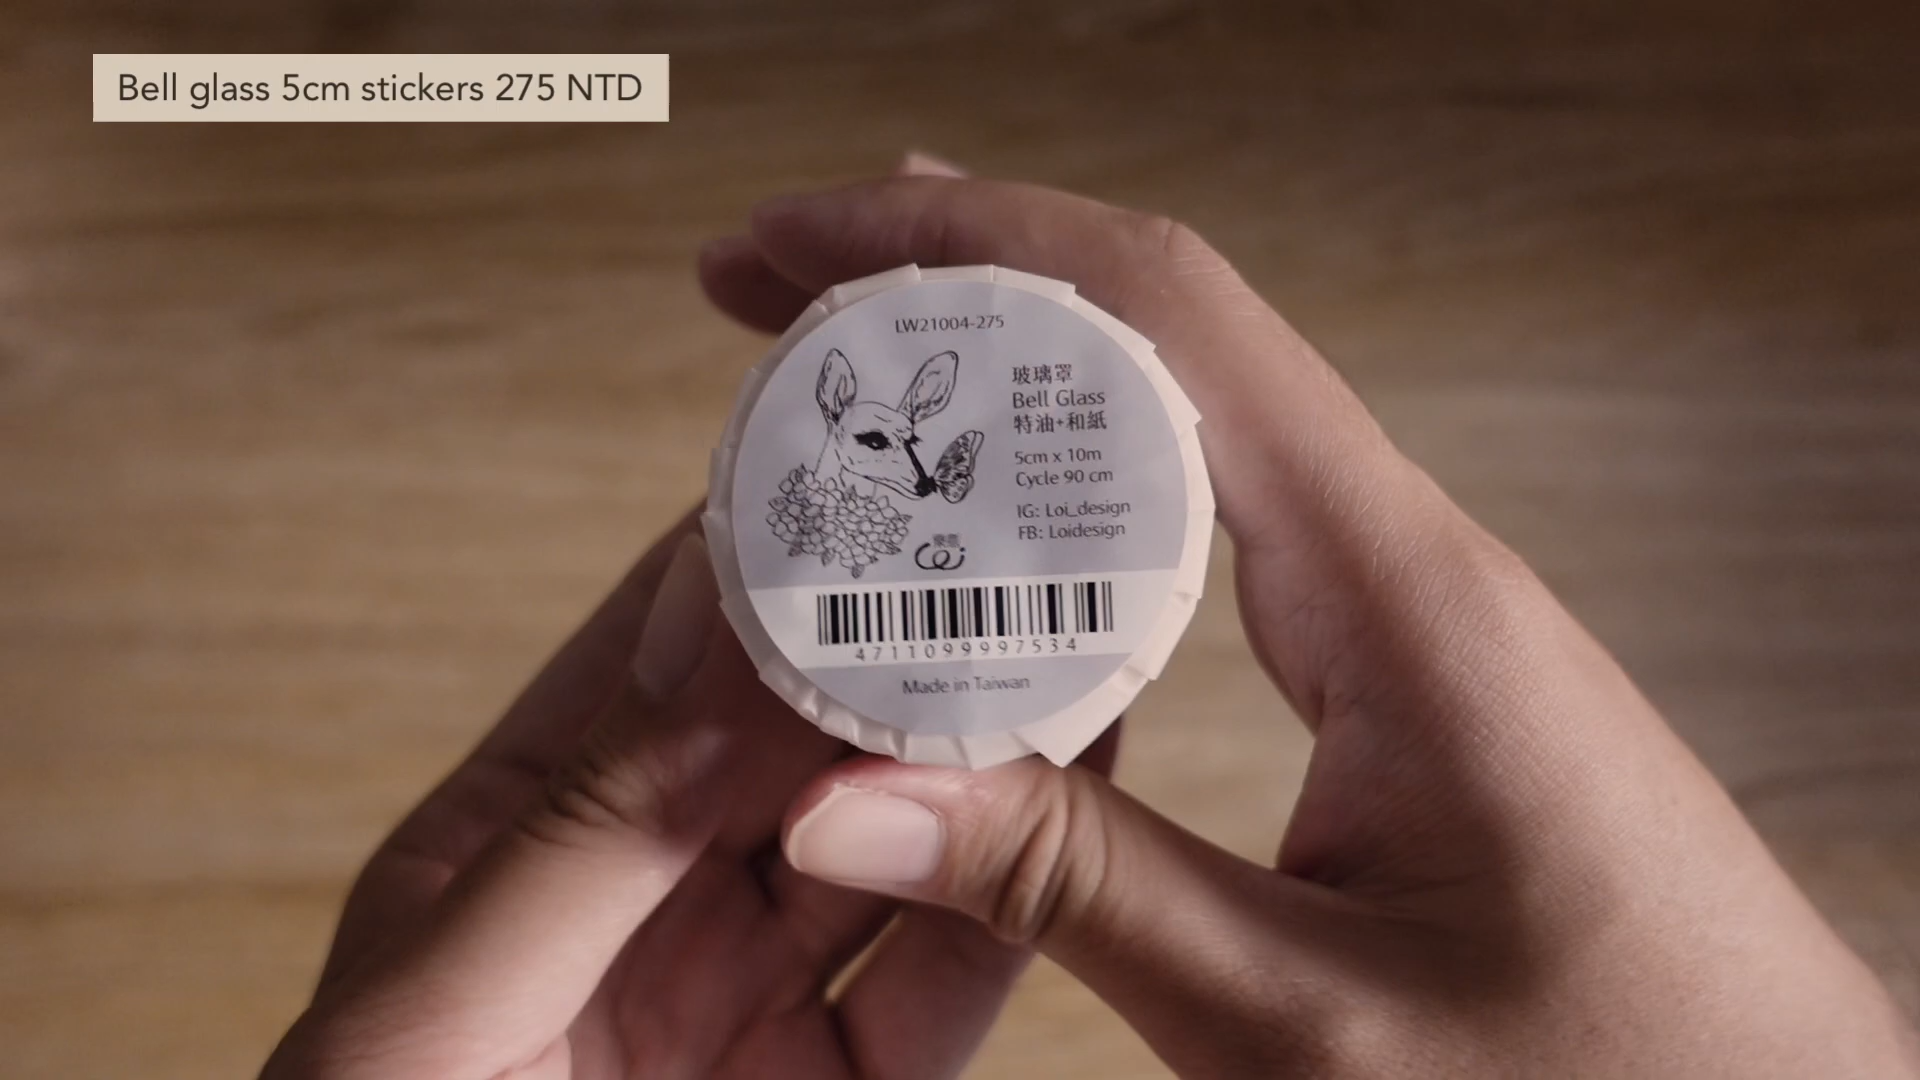 Bell glass 5cm stickers 275 NTD
LW21004-275
玻璃罩
Bell Glass
特油+和紙
5cm x 10m
Cycle 90 cm
IG: Loi_design
FB: Loidesign
Loi
4711099997534
Made in Taiwan